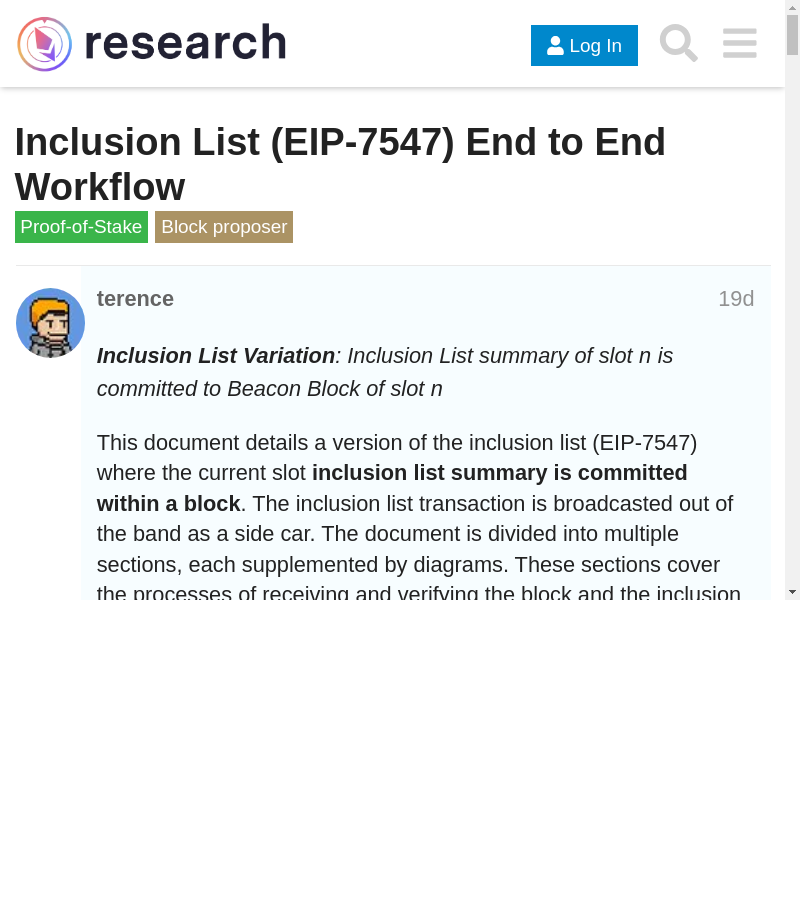 research
Log In
Inclusion List (EIP-7547) End to End
Workflow
Proof-of-Stake
Block proposer
terence
19d
Inclusion List Variation: Inclusion List summary of slot n is
committed to Beacon Block of slot n
This document details a version of the inclusion list (EIP-7547)
where the current slot inclusion list summary is committed
within a block. The inclusion list transaction is broadcasted out of
the band as a side car. The document is divided into multiple
sections, each supplemented by diagrams. These sections cover
the processes of receiving and verifying the block and the inclusion